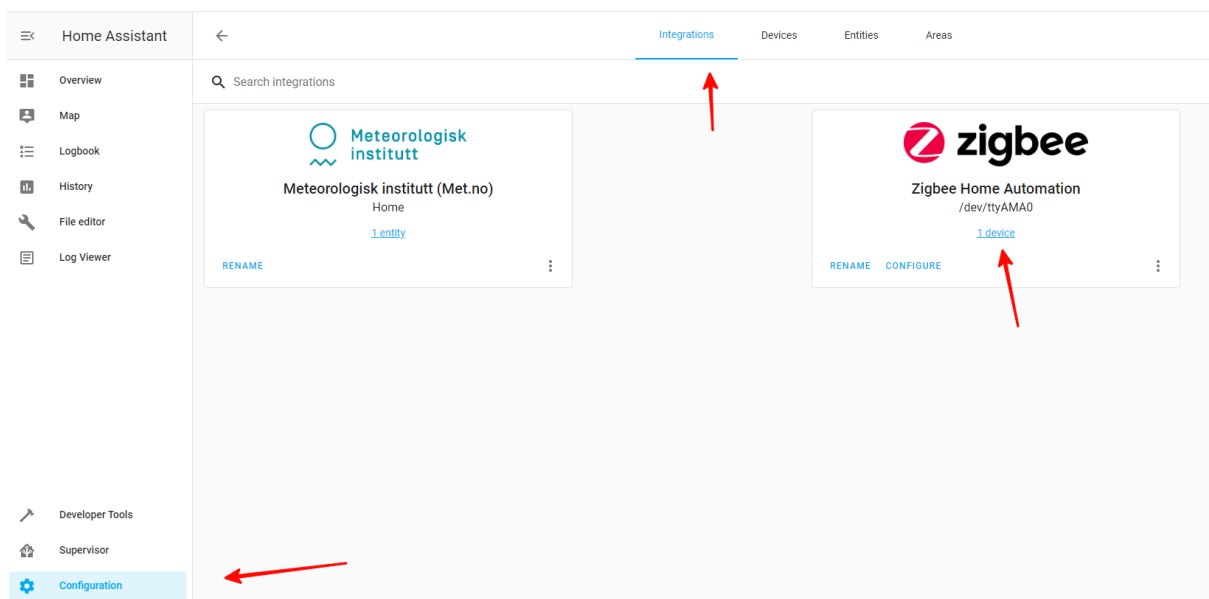 Home Assistant
Integrations
Devices
Entities
Areas
Overview
Map
Logbook
History
File editor
Log Viewer
Developer Tools
Supervisor
Configuration
Search integrations
Meteorologisk
institutt
Meteorologisk institutt (Met.no)
Home
1 entity
RENAME
zigbee
Zigbee Home Automation
/dev/ttyAMA0
1 device
RENAME CONFIGURE